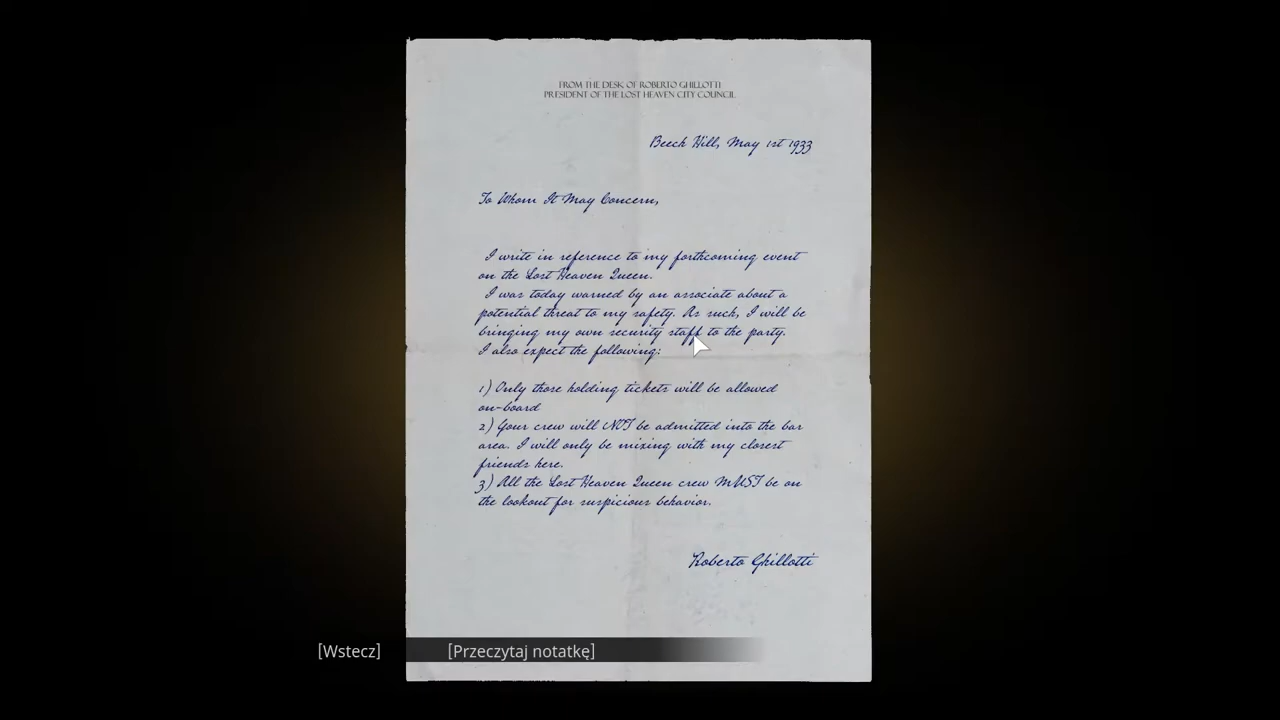 FROM THE DESK OF ROBERTO GHILLOTTI
PRESIDENT OF THE LOST HEAVEN CITY COUNCIL
Beech Hill, May 1st 1933
To Whom It May Concern,
I write in reference to my forthcoming event
on the Lost Heaven Queen.
I was today warned by an associate about a
potential threat to my safety. As such, I will be
bringing my own security staff to the party.
I also expect the following:
1) Only those holding tickets will be allowed
on-board
2) Your crew will NOT be admitted into the bar
area. I will only be mixing with my closest
friends here.
3) All the Lost Heaven Queen crew MUST be on
the lookout for suspicious behavior.
Roberto Ghillotti
[Wstecz] [Przeczytaj notatkę]